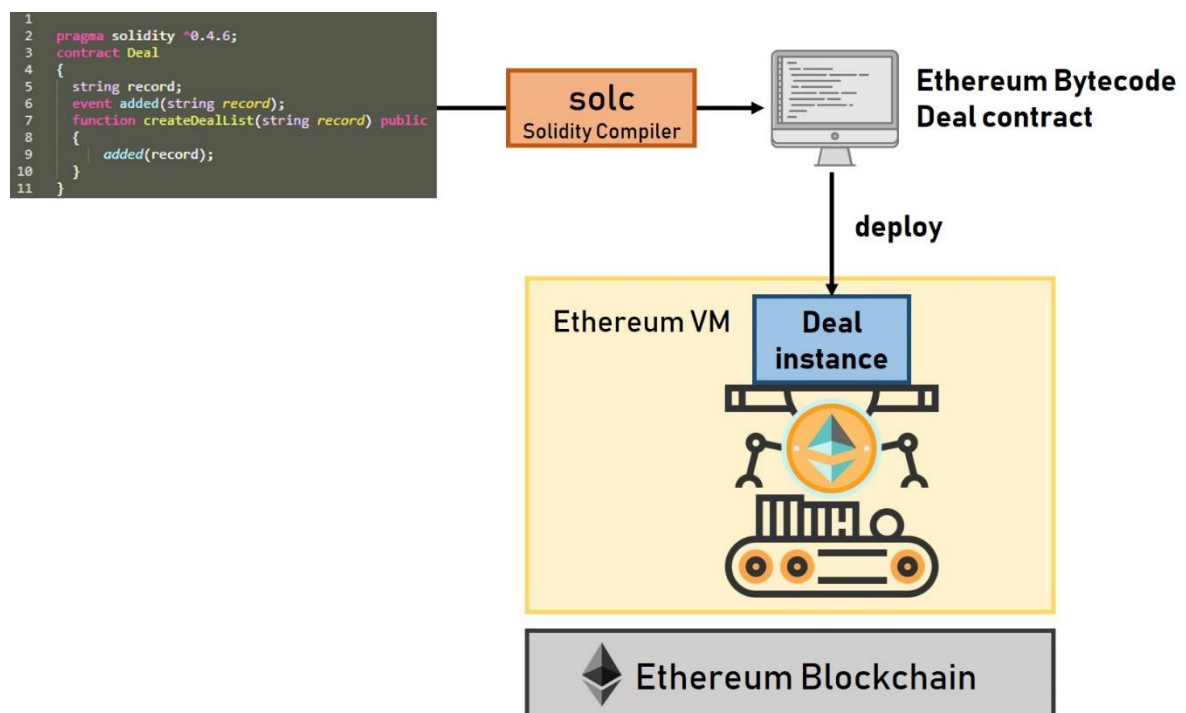 1
2 pragma solidity ^0.4.6;
3 contract Deal
4 {
5 string record;
6 event added(string record);
7 function createDealList(string record) public
8 {
9 added(record);
10 }
11 }
solc
Solidity Compiler
Ethereum Bytecode
Deal contract
deploy
Ethereum VM
Deal
instance
Ethereum Blockchain